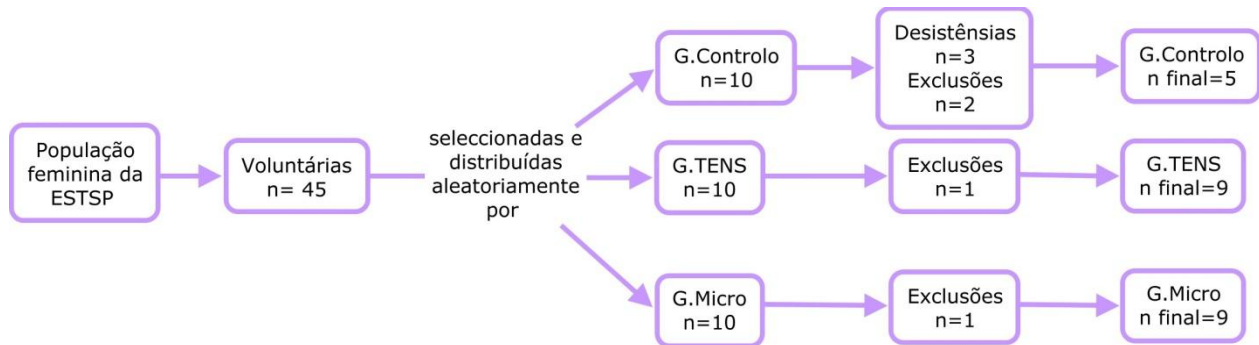 População
feminina da
ESTSP
Voluntárias
n= 45
seleccionadas e
distribuídas
aleatoriamente
por
G.Controlo
n=10
Desistênsias
n=3
Exclusões
n=2
G.Controlo
n final=5
G.TENS
n=10
Exclusões
n=1
G.TENS
n final=9
G.Micro
n=10
Exclusões
n=1
G.Micro
n final=9